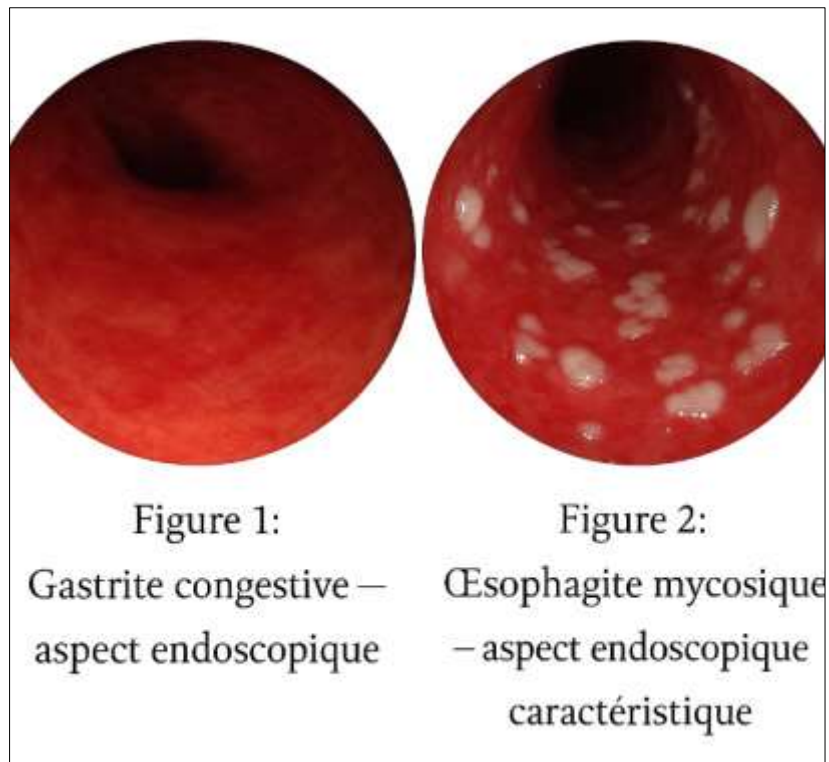 Figure 1:
Gastrite congestive —
aspect endoscopique
Figure 2:
Œsophagite mycosique
– aspect endoscopique
caractéristique